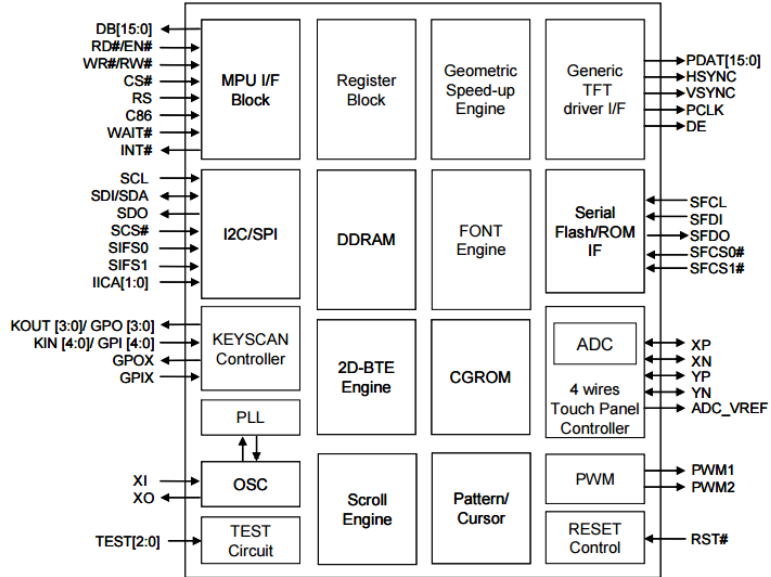 DB[15:0]
RD#/EN#
WR#/RW#
CS#
RS
C86
WAIT#
INT#
MPU I/F
Block
Register
Block
Geometric
Speed-up
Engine
Generic
TFT
driver I/F
PDAT[15:0]
HSYNC
VSYNC
PCLK
DE
SCL
SDI/SDA
SDO
SCS#
SIFS0
SIFS1
IICA[1:0]
I2C/SPI
DDRAM
FONT
Engine
Serial
Flash/ROM
IF
SFCL
SFDI
SFDO
SFCS0#
SFCS1#
KOUT [3:0]/ GPO [3:0]
KIN [4:0]/ GPI [4:0]
GPOX
GPIX
KEYSCAN
Controller
2D-BTE
Engine
CGROM
ADC
4 wires
Touch Panel
Controller
XP
XN
YP
YN
ADC_VREF
PLL
XI
XO
OSC
Scroll
Engine
Pattern/
Cursor
PWM
PWM1
PWM2
TEST[2:0]
TEST
Circuit
RESET
Control
RST#